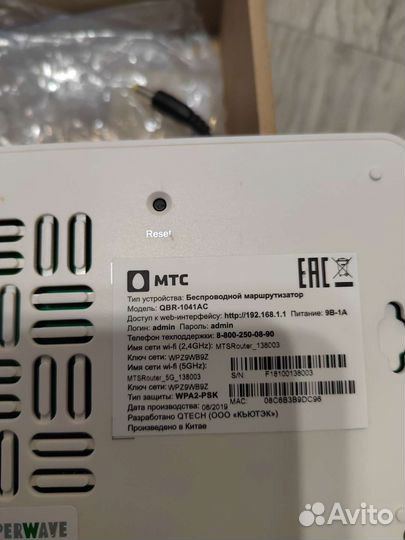 Reset
МТС
EAC
Тип устройства: Беспроводной маршрутизатор
Модель: QBR-1041AC
Доступ к web-интерфейсу: http://192.168.1.1 Питание: 9В-1А
Логин: admin Пароль: admin
Телефон техподдержки: 8-800-250-08-90
Имя сети wi-fi (2,4GHz): MTSRouter_138003
Ключ сети: WPZ9WB9Z
Имя сети wi-fi (5GHz):
MTSRouter_5G_138003
S/N F18100138003
Ключ сети: WPZ9WB9Z
Тип защиты: WPA2-PSK
MAC: 08C6B3B9DC96
Дата производства: 08/2019
Разработано QTECH (ООО «КЬЮТЭК»)
Произведено в Китае
PERWAVE
Avito